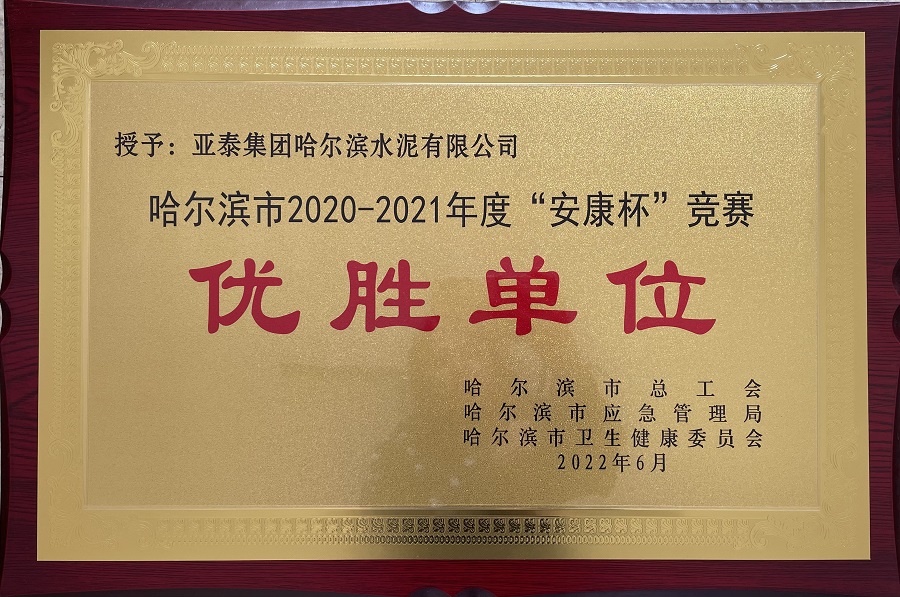 授予：亚泰集团哈尔滨水泥有限公司
哈尔滨市2020-2021年度“安康杯”竞赛
优胜单位
哈尔滨市总工会
哈尔滨市应急管理局
哈尔滨市卫生健康委员会
2022年6月